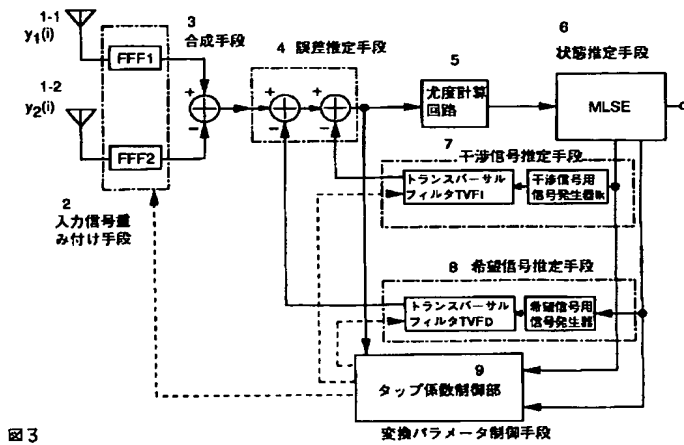 1-1
y₁(i)
FFF1
3
合成手段
4 誤差推定手段
5
尤度計算
回路
6
状態推定手段
MLSE
+
−
+
−
+
−
1-2
y₂(i)
FFF2
2
入力信号重
み付け手段
7
干渉信号推定手段
トランスバーサル
フィルタTVFI
干渉信号用
信号発生器
8 希望信号推定手段
トランスバーサル
フィルタTVFD
希望信号用
信号発生器
9
タップ係数制御部
変換パラメータ制御手段
図3